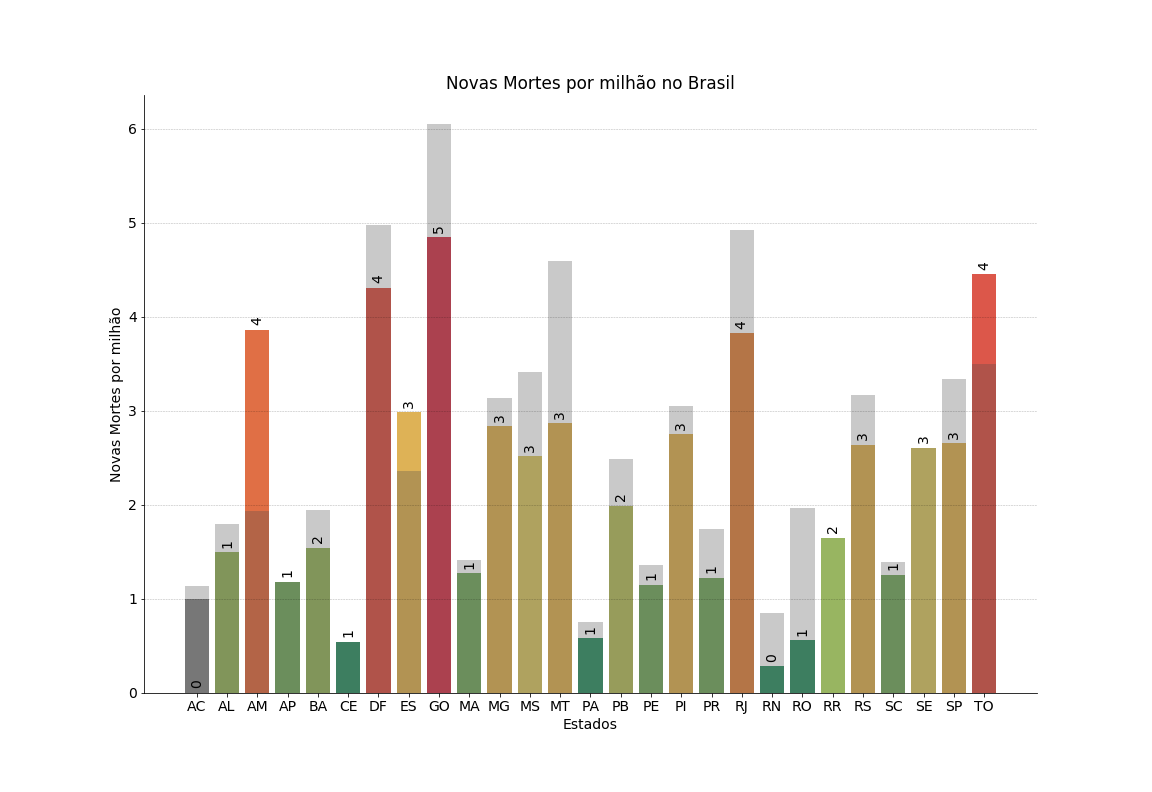 Novas Mortes por milhão no Brasil
Novas Mortes por milhão
6
5
4
3
2
1
0
0 1 4 1 2 1 4 3 5 1 3 3 3 1 2 1 3 1 4 0 1 2 3 1 3 3 4
AC AL AM AP BA CE DF ES GO MA MG MS MT PA PB PE PI PR RJ RN RO RR RS SC SE SP TO
Estados